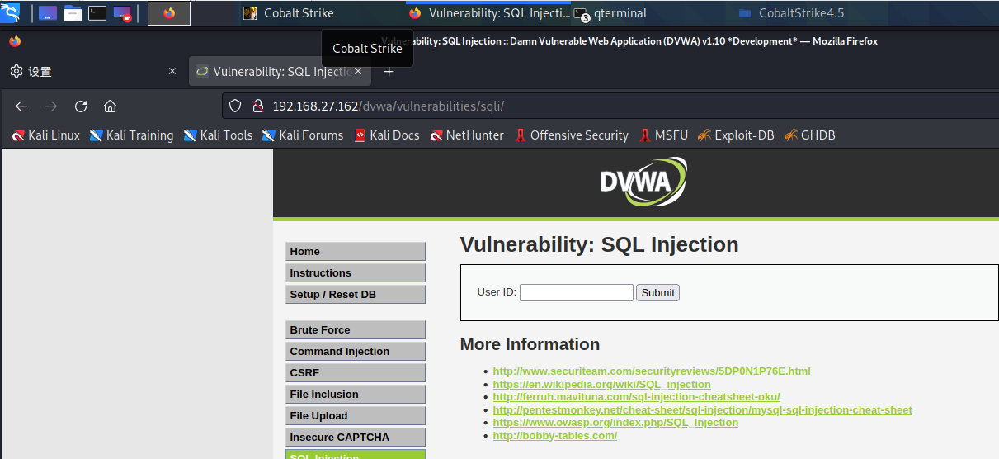 Cobalt Strike Vulnerability: SQL Injecti... 3 qterminal CobaltStrike4.5
Vulnerability: SQL Injection :: Damn Vulnerable Web Application (DVWA) v1.10 *Development* — Mozilla Firefox
Cobalt Strike
设置 Vulnerability: SQL Injectio
192.168.27.162/dvwa/vulnerabilities/sqli/
Kali Linux Kali Training Kali Tools Kali Forums Kali Docs NetHunter Offensive Security MSFU Exploit-DB GHDB
DVWA
Home
Instructions
Setup / Reset DB
Brute Force
Command Injection
CSRF
File Inclusion
File Upload
Insecure CAPTCHA
SQL Injection
Vulnerability: SQL Injection
User ID: Submit
More Information
http://www.securiteam.com/securityreviews/5DP0N1P76E.html
https://en.wikipedia.org/wiki/SQL_injection
http://ferruh.mavituna.com/sql-injection-cheatsheet-oku/
http://pentestmonkey.net/cheat-sheet/sql-injection/mysql-sql-injection-cheat-sheet
https://www.owasp.org/index.php/SQL_Injection
http://bobby-tables.com/